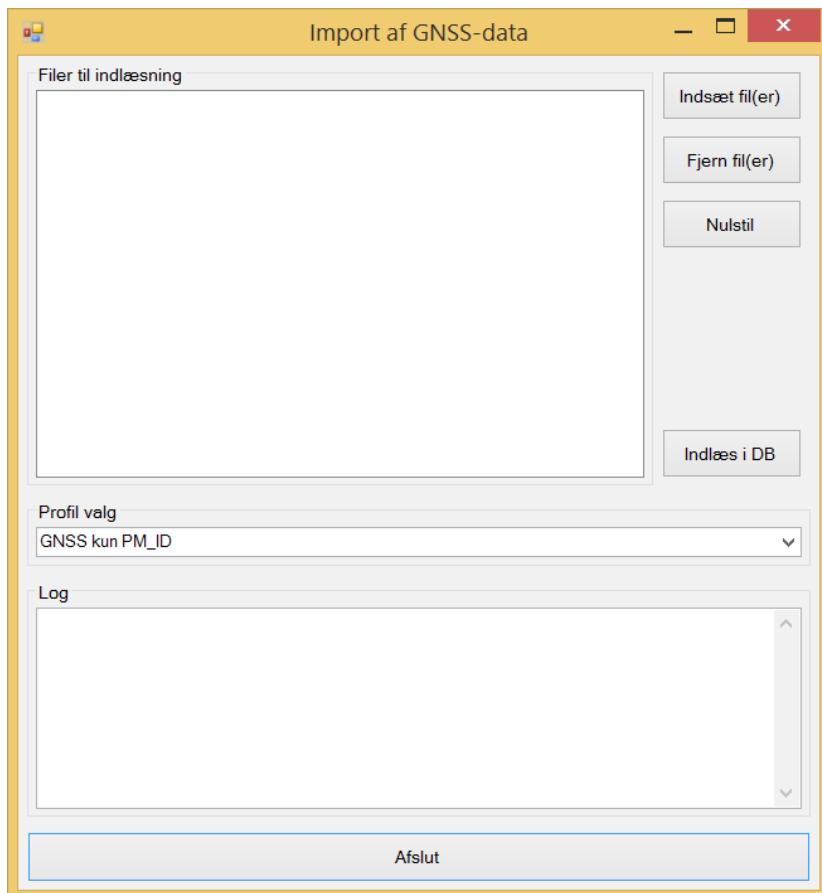 Import af GNSS-data
Filer til indlæsning
Indsæt fil(er)
Fjern fil(er)
Nulstil
Indlæs i DB
Profil valg
GNSS kun PM_ID
Log
Afslut